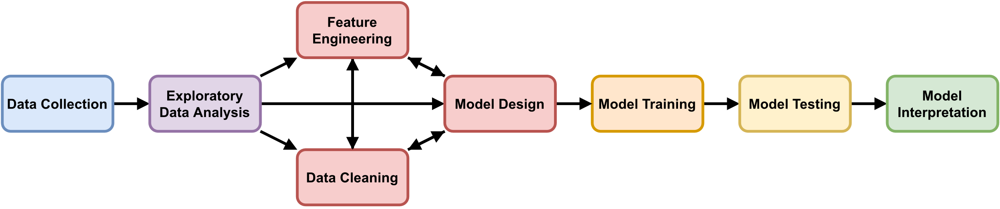 Feature
Engineering
Data Collection
Exploratory
Data Analysis
Model Design
Model Training
Model Testing
Model
Interpretation
Data Cleaning